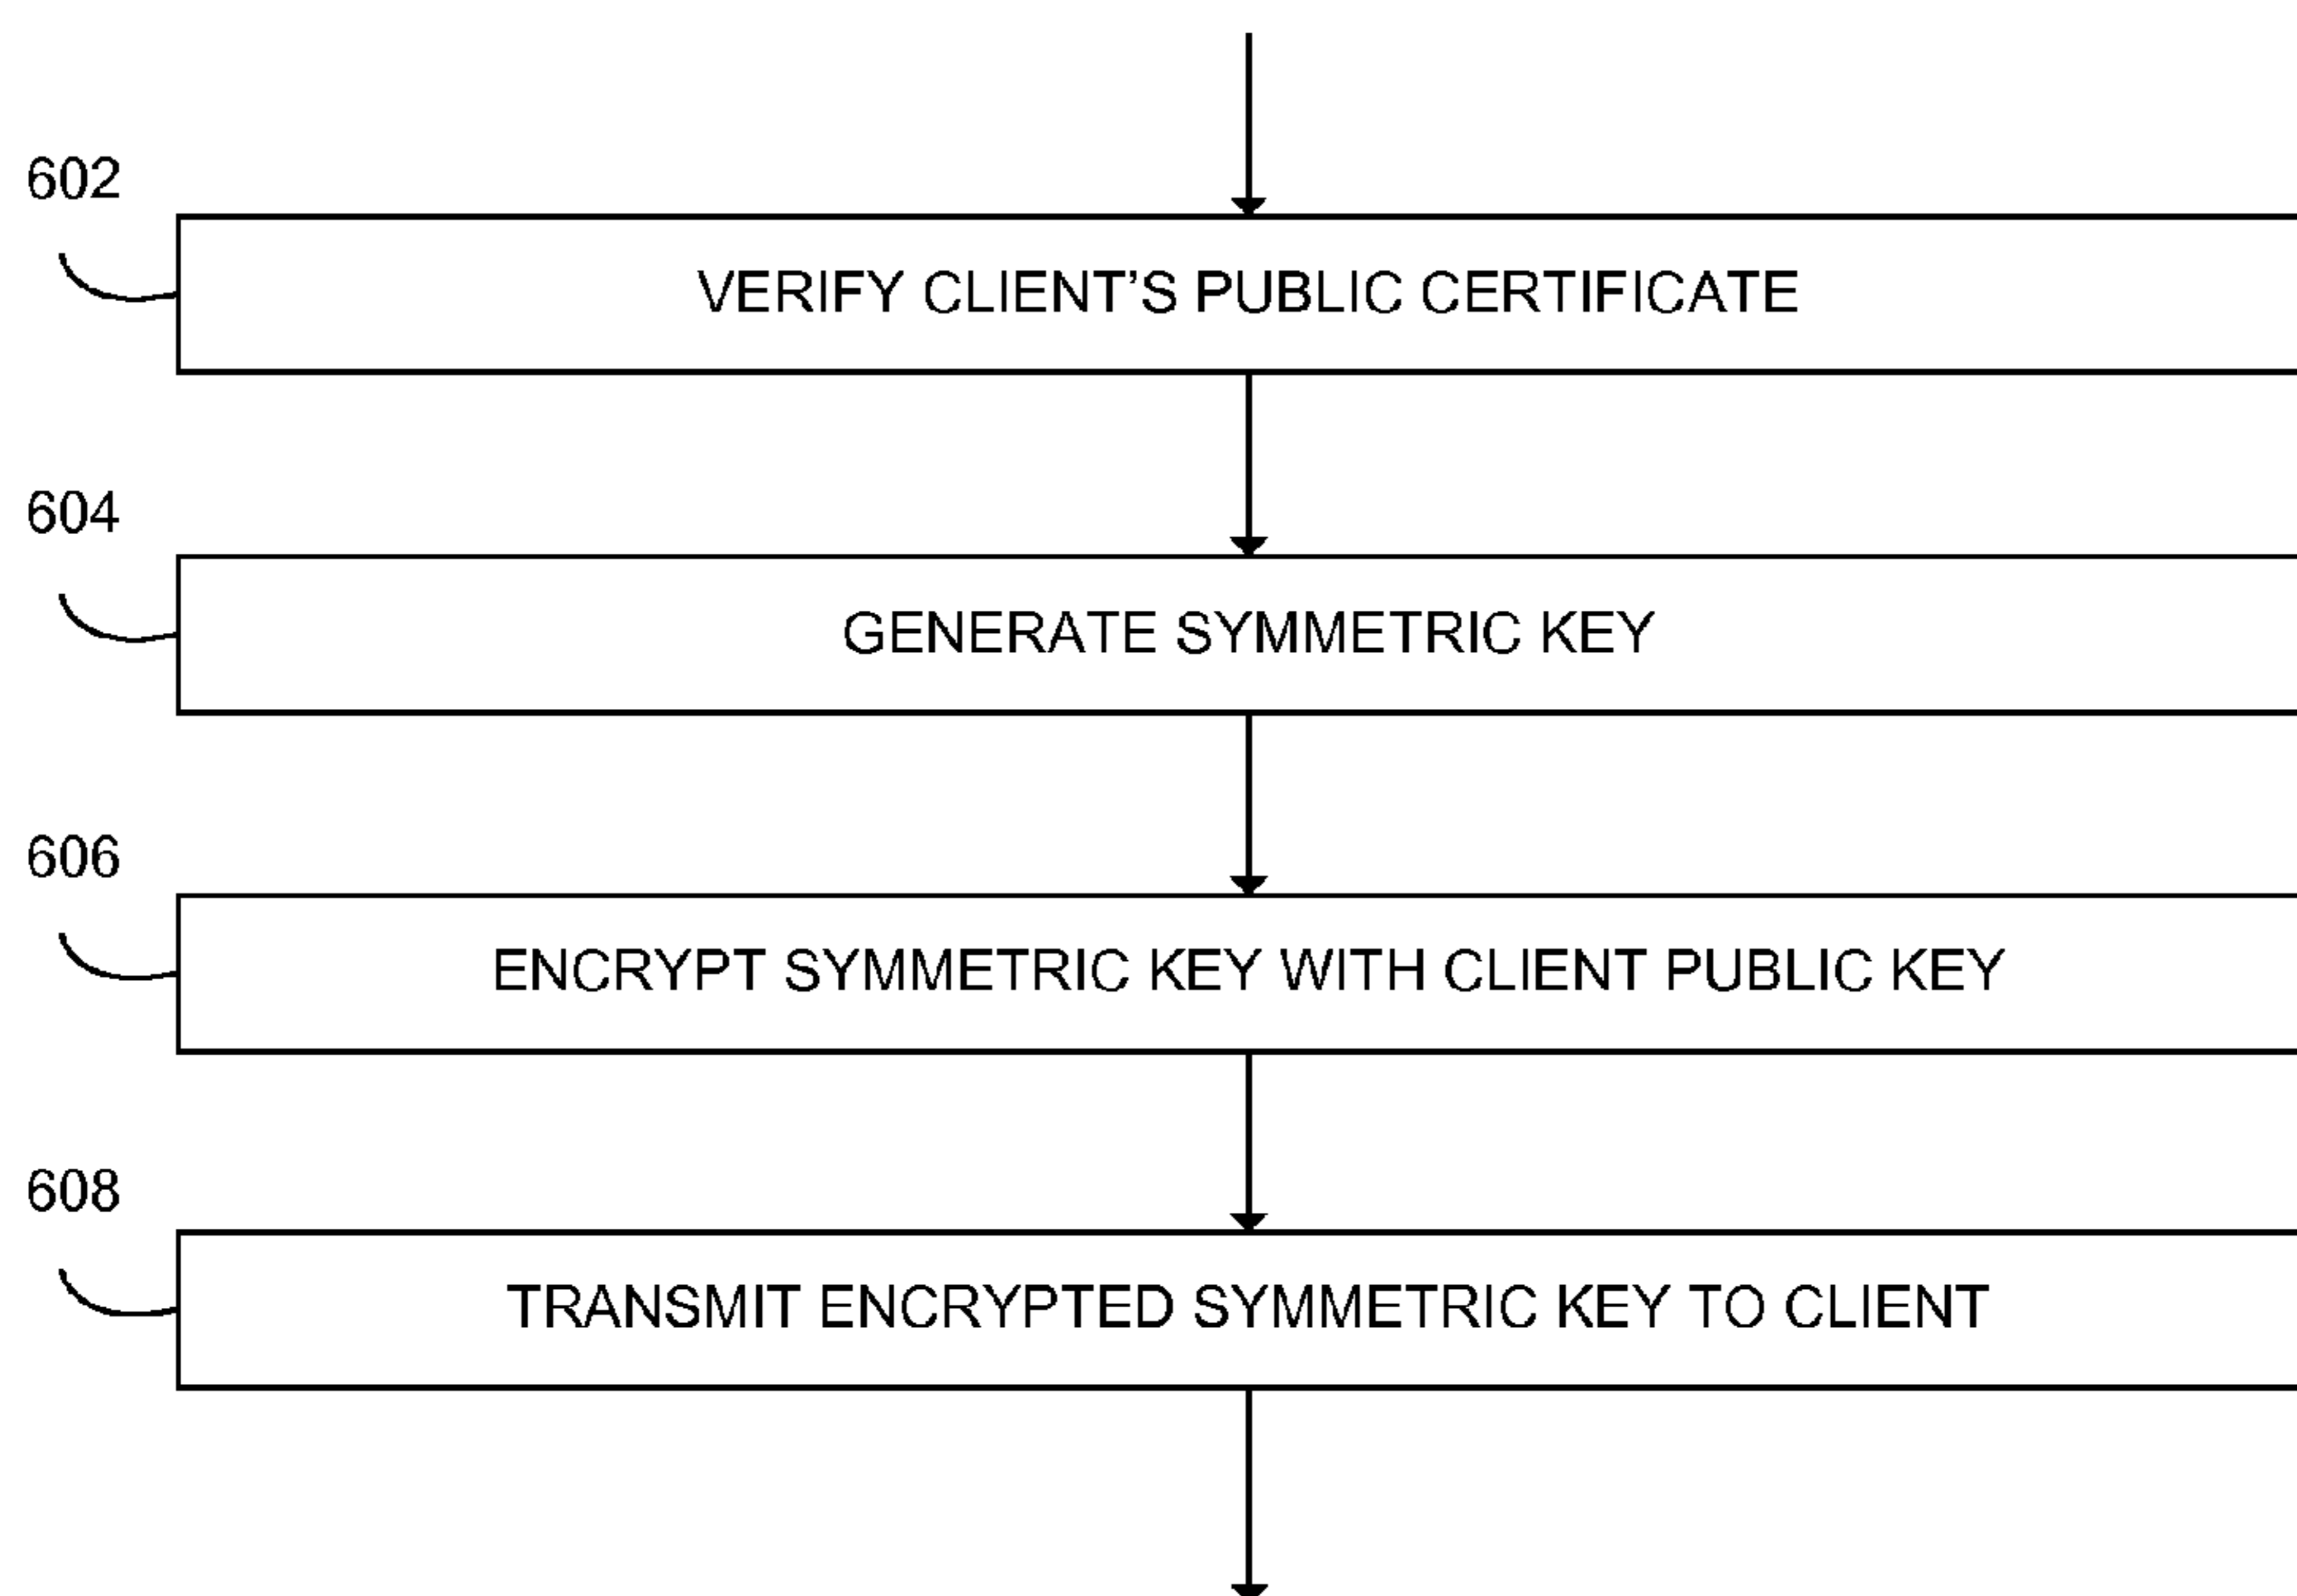 602
VERIFY CLIENT’S PUBLIC CERTIFICATE
604
GENERATE SYMMETRIC KEY
606
ENCRYPT SYMMETRIC KEY WITH CLIENT PUBLIC KEY
608
TRANSMIT ENCRYPTED SYMMETRIC KEY TO CLIENT